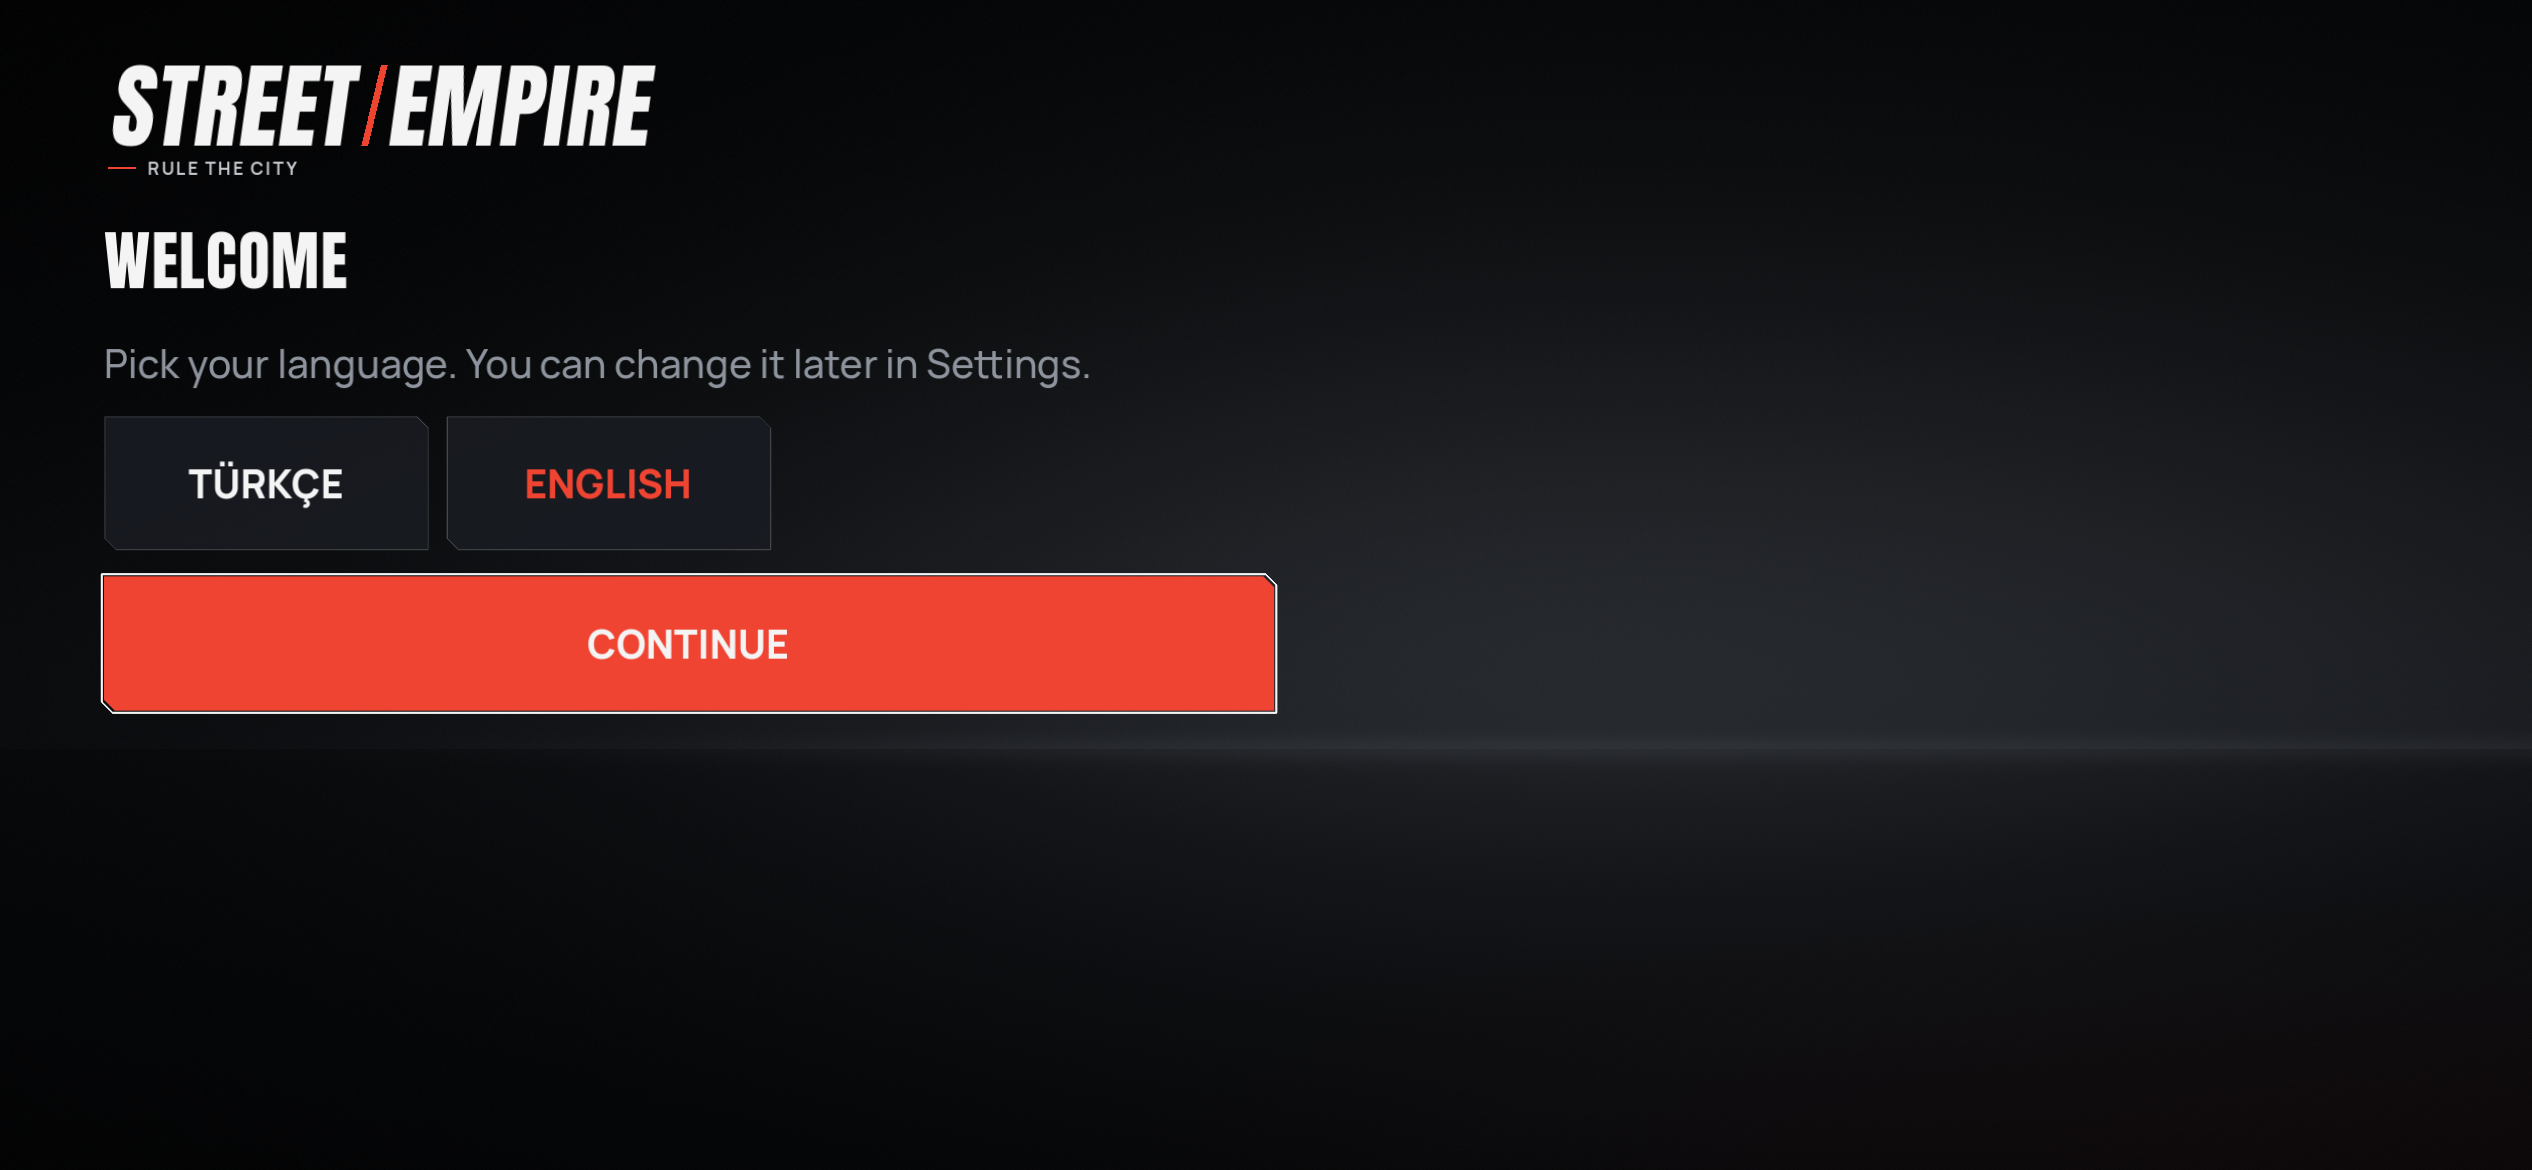 STREET/EMPIRE
RULE THE CITY
WELCOME
Pick your language. You can change it later in Settings.
TÜRKÇE ENGLISH
CONTINUE